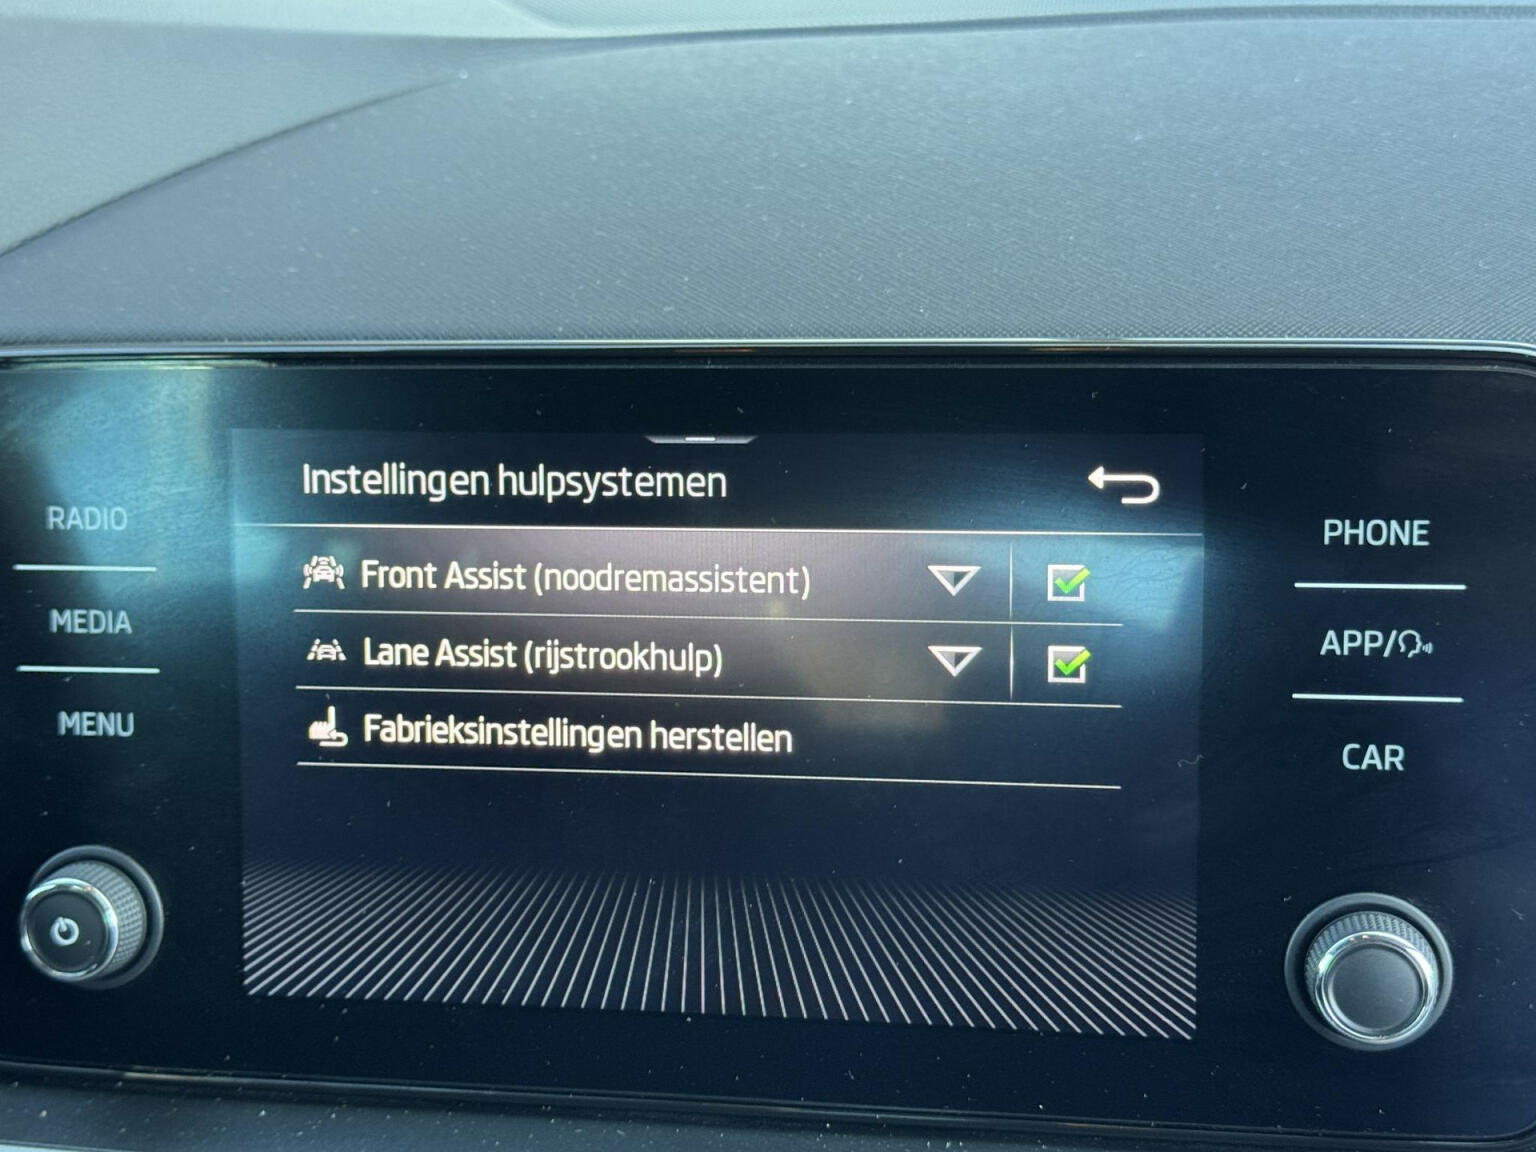 Instellingen hulpsystemen
Front Assist (noodremassistent)
Lane Assist (rijstrookhulp)
Fabrieksinstellingen herstellen
RADIO
MEDIA
MENU
PHONE
APP/
CAR